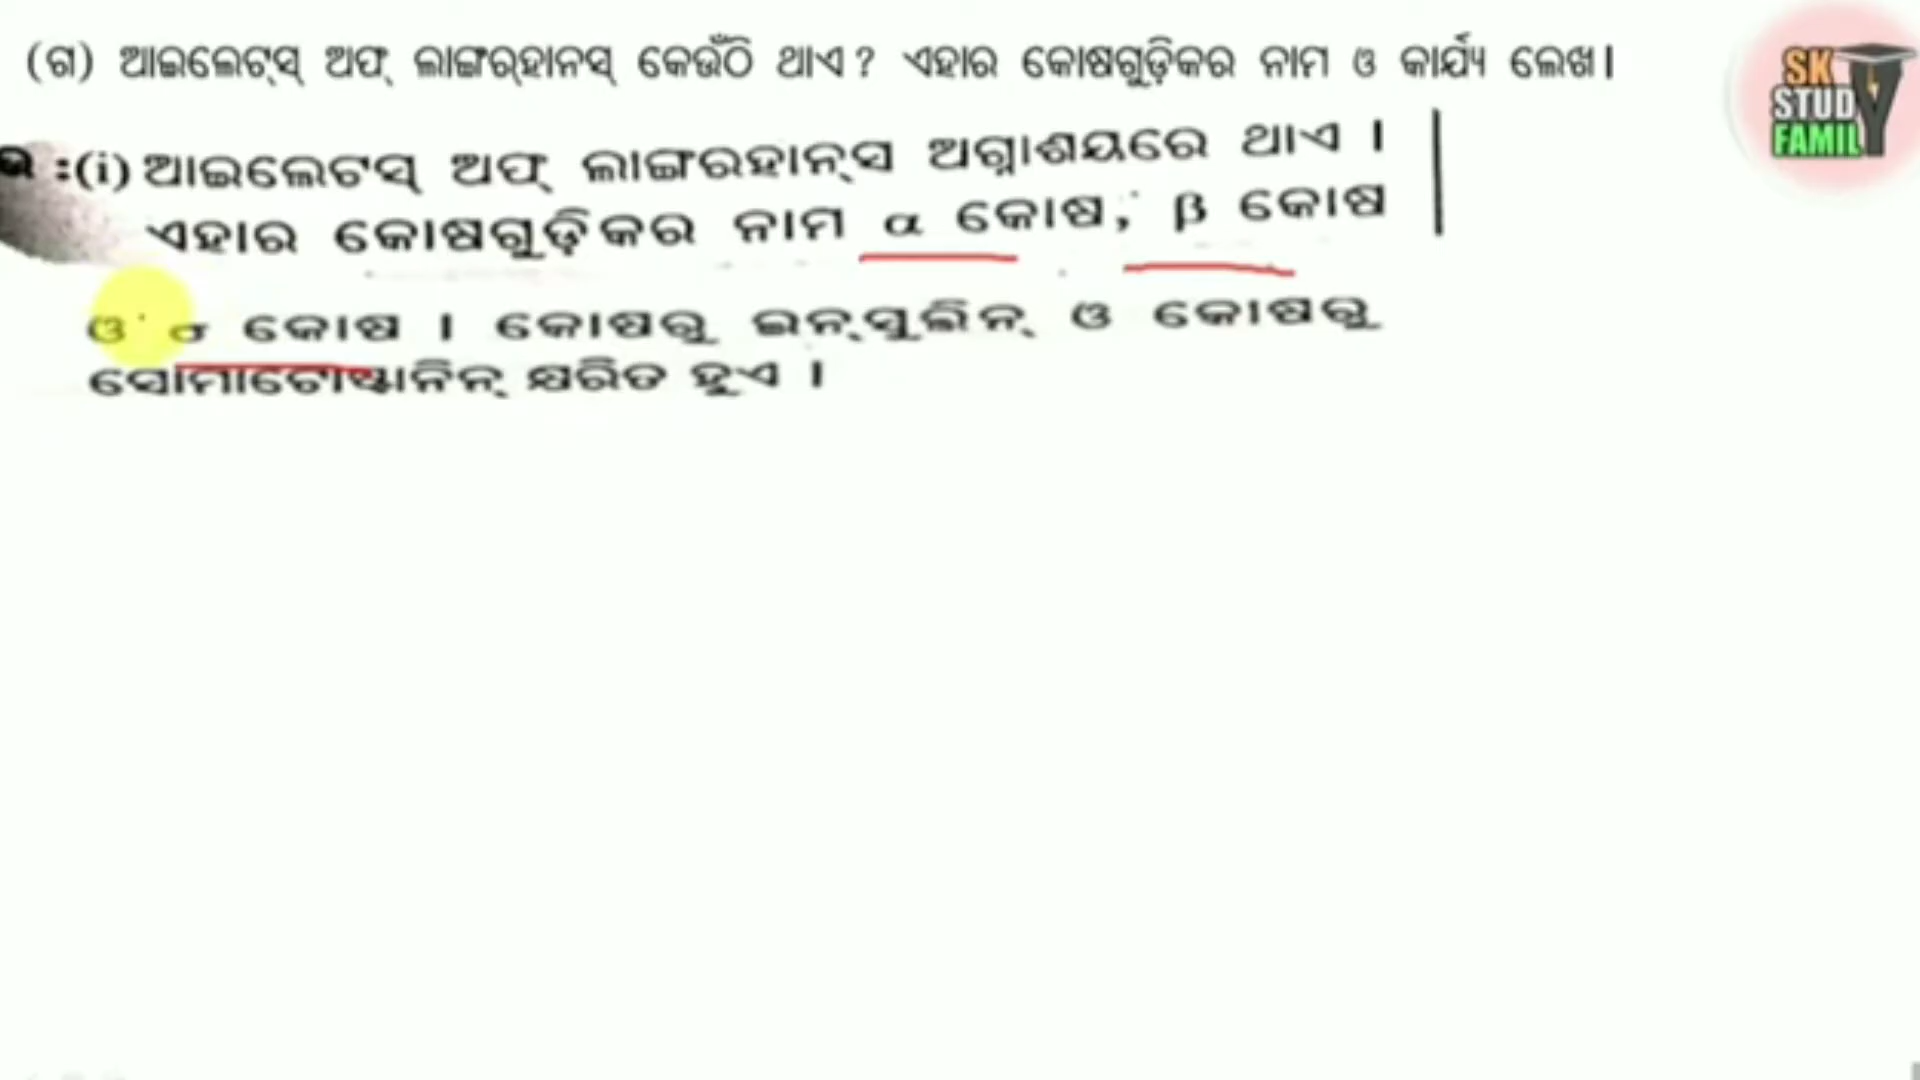 (ଗ) ଆଇଲେଟ୍‌ସ୍ ଅଫ୍ ଲାଙ୍ଗର୍‌ହାନସ୍ କେଉଁଠି ଥାଏ ? ଏହାର କୋଷଗୁଡ଼ିକର ନାମ ଓ କାର୍ଯ୍ୟ ଲେଖ।
SK
STUDY
FAMILY
ଉ :(i) ଆଇଲେଟସ୍ ଅଫ୍ ଲାଙ୍ଗରହାନ୍‌ସ ଅଗ୍ନାଶୟରେ ଥାଏ ।
ଏହାର କୋଷଗୁଡ଼ିକର ନାମ α କୋଷ, β କୋଷ
ଓ σ କୋଷ । କୋଷରୁ ଇନ୍‌ସୁଲିନ୍ ଓ କୋଷରୁ
ସୋମାଟୋଷ୍ଟାନିନ୍ କ୍ଷରିତ ହୁଏ ।